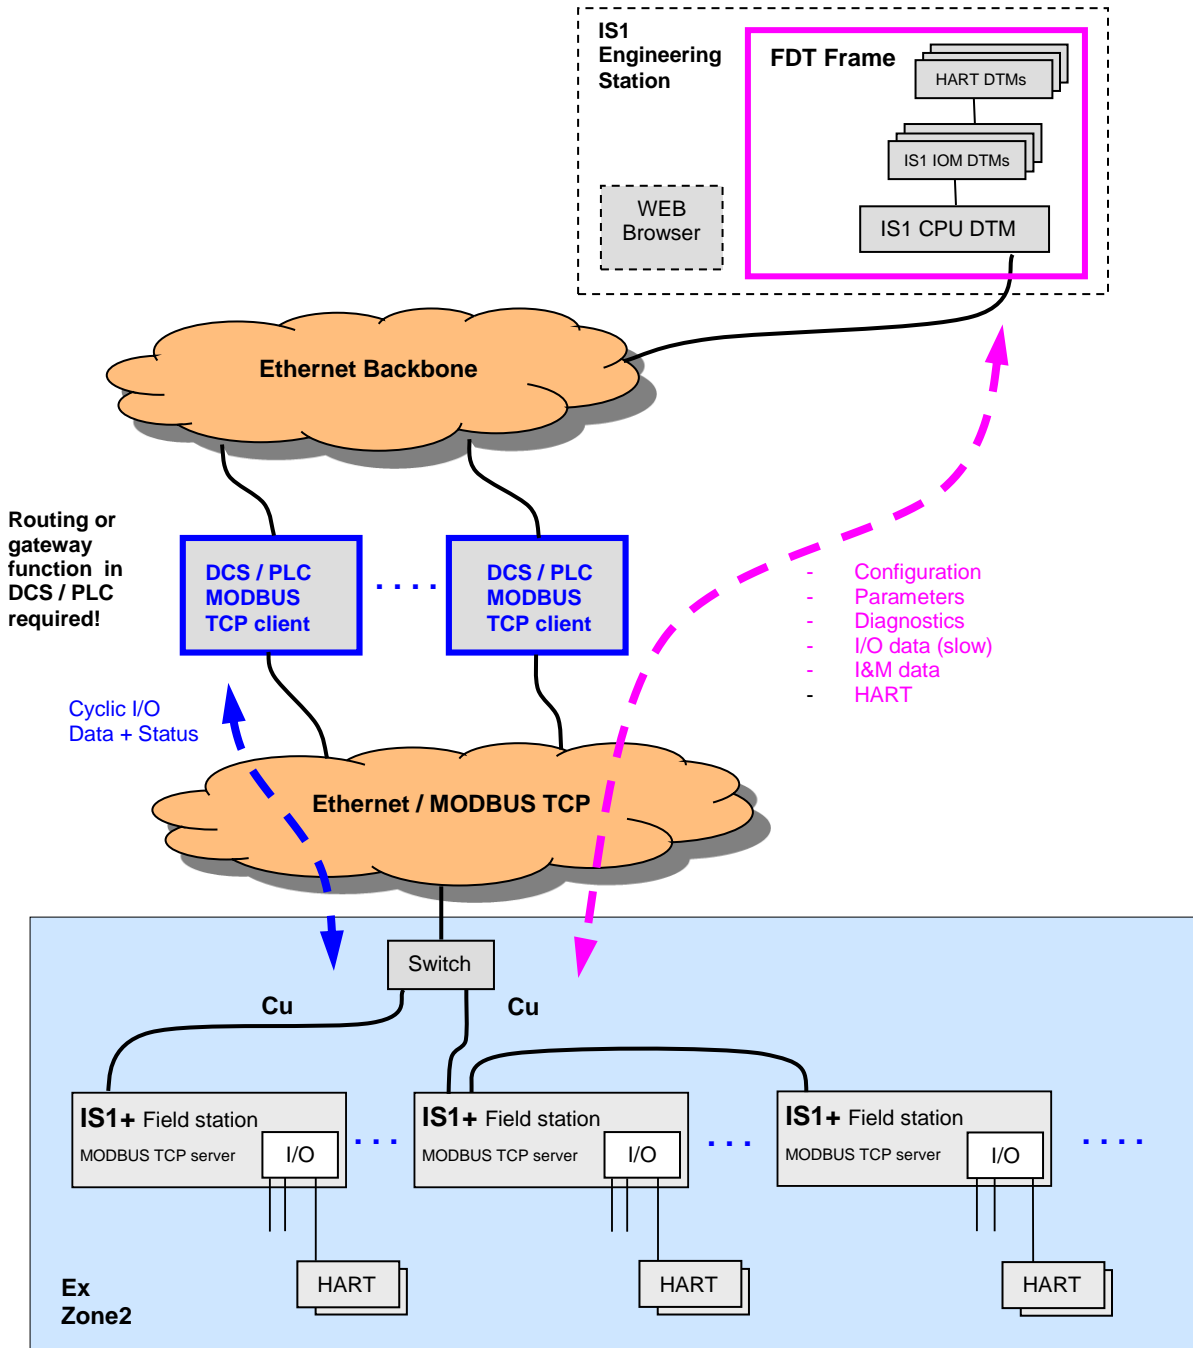 IS1
Engineering
Station
FDT Frame
HART DTMs
IS1 IOM DTMs
IS1 CPU DTM
WEB
Browser
Ethernet Backbone
Routing or
gateway
function in
DCS / PLC
required!
DCS / PLC
MODBUS
TCP client
. . . .
DCS / PLC
MODBUS
TCP client
- Configuration
- Parameters
- Diagnostics
- I/O data (slow)
- I&M data
- HART
Cyclic I/O
Data + Status
Ethernet / MODBUS TCP
Switch
Cu
Cu
IS1+ Field station
MODBUS TCP server
I/O
. . . .
IS1+ Field station
MODBUS TCP server
I/O
. . .
IS1+ Field station
MODBUS TCP server
I/O
. . . .
HART
HART
HART
Ex
Zone2